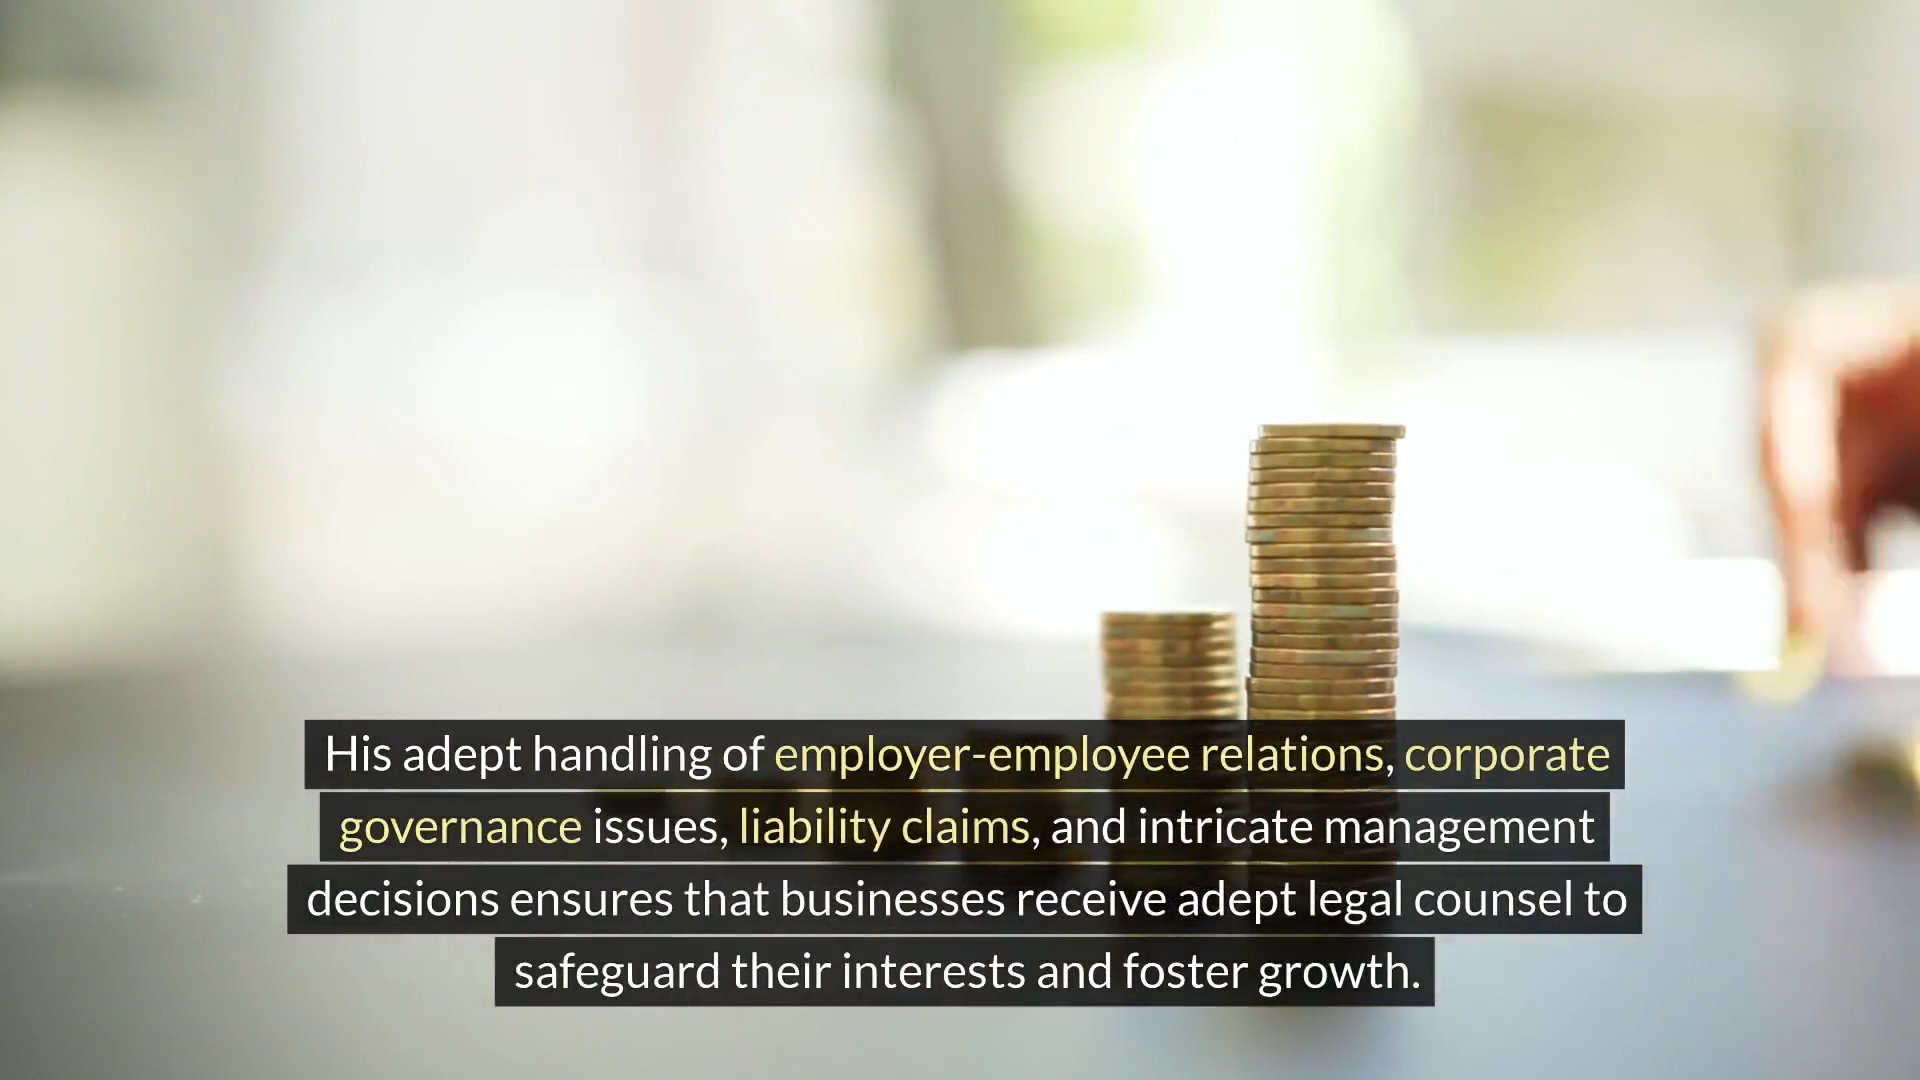 His adept handling of employer-employee relations, corporate
governance issues, liability claims, and intricate management
decisions ensures that businesses receive adept legal counsel to
safeguard their interests and foster growth.